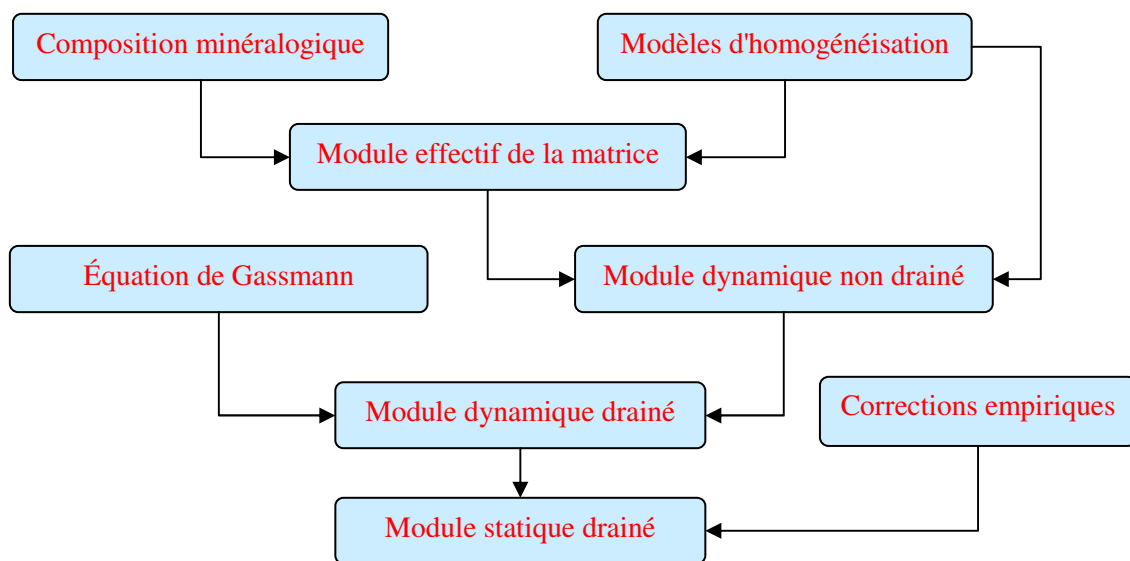 Composition minéralogique
Modèles d'homogénéisation
Module effectif de la matrice
Équation de Gassmann
Module dynamique non drainé
Module dynamique drainé
Corrections empiriques
Module statique drainé